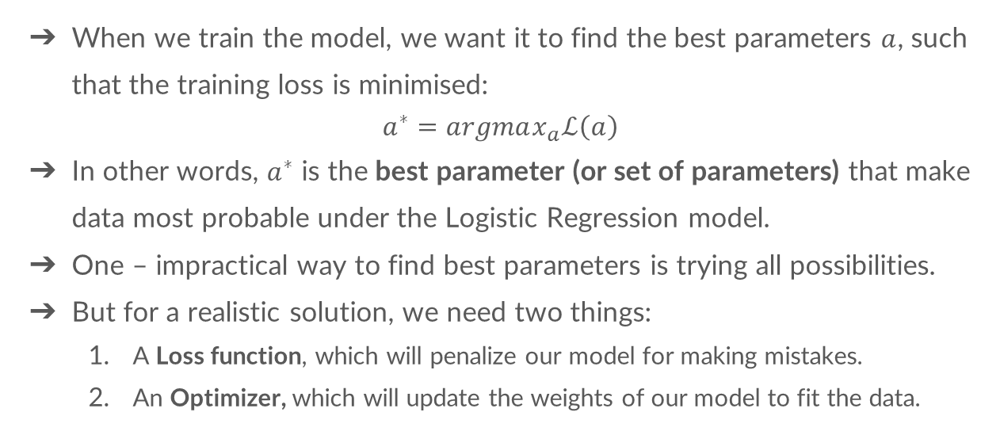 ➔ When we train the model, we want it to find the best parameters 𝑎, such
that the training loss is minimised:
𝑎* = 𝑎𝑟𝑔𝑚𝑎𝑥ₐℒ(𝑎)
➔ In other words, 𝑎* is the best parameter (or set of parameters) that make
data most probable under the Logistic Regression model.
➔ One – impractical way to find best parameters is trying all possibilities.
➔ But for a realistic solution, we need two things:
1. A Loss function, which will penalize our model for making mistakes.
2. An Optimizer, which will update the weights of our model to fit the data.